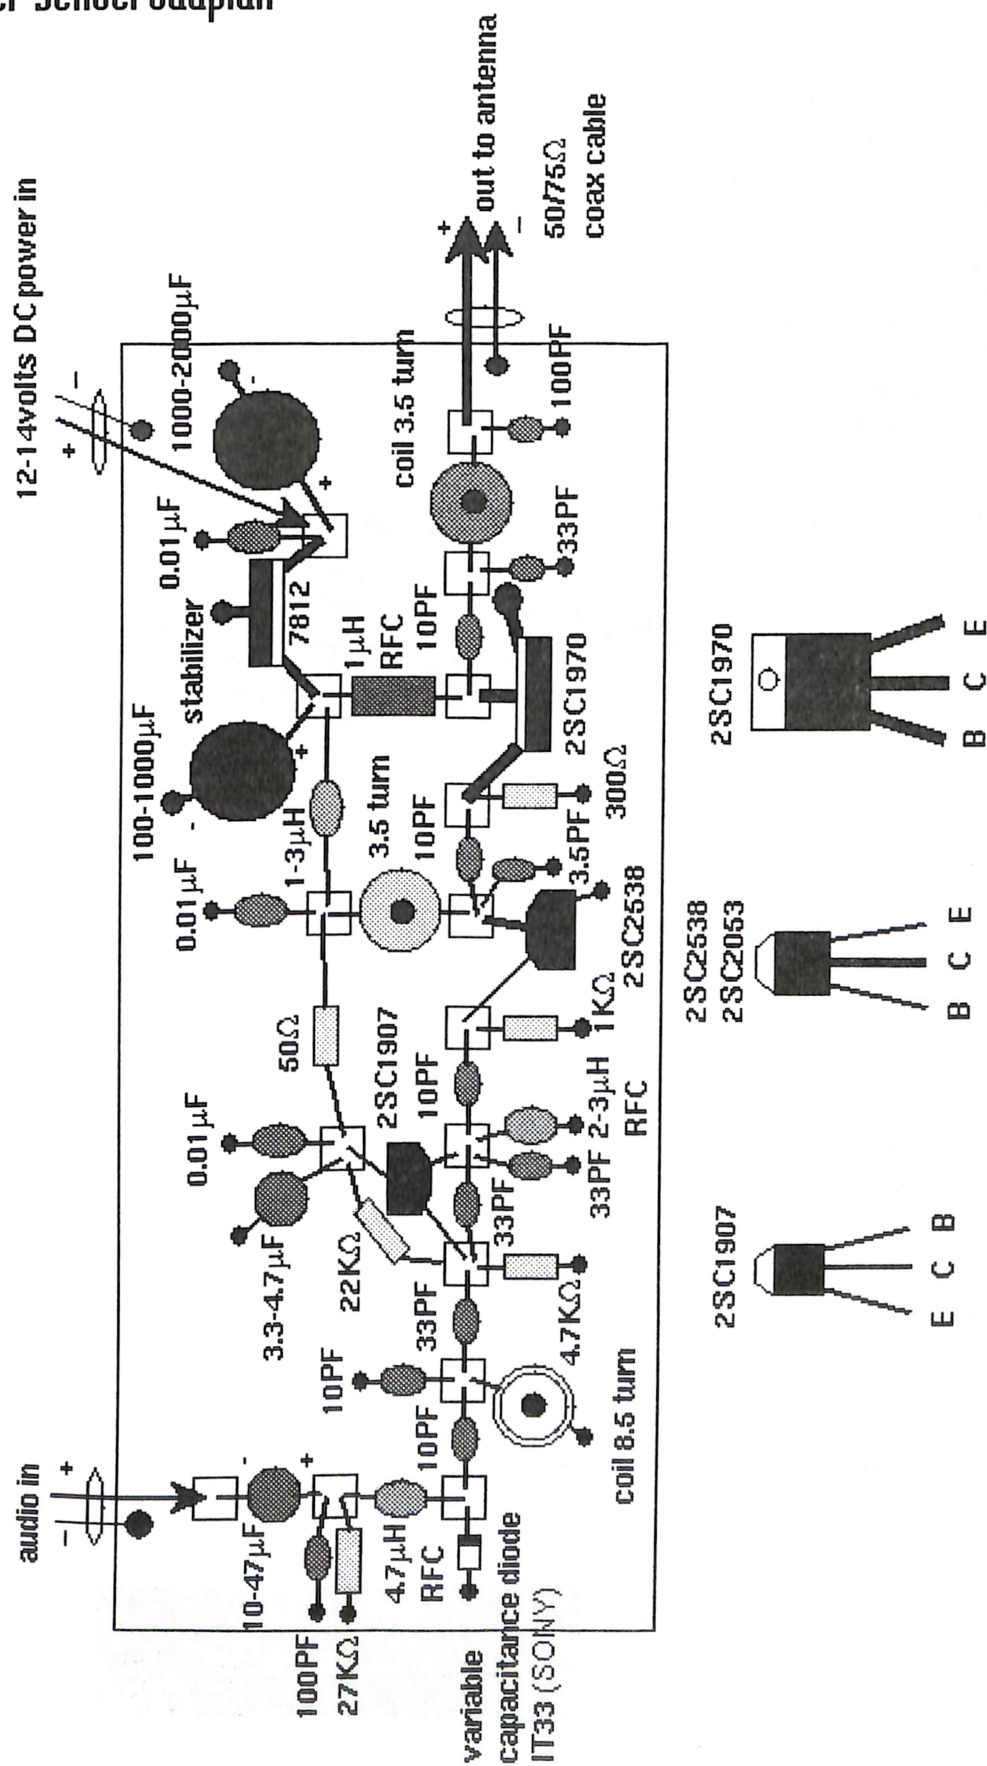 Sender Bauplan
12-14volts DC power in
+
−
audio in
−
+
10-47µF
-
+
100PF
27KΩ
4.7µH
RFC
variable
capacitance diode
IT33 (SONY)
10PF
10PF
coil 8.5 turn
33PF
4.7KΩ
22KΩ
3.3-4.7µF
0.01µF
2SC1907
33PF
33PF
2-3µH
RFC
10PF
1KΩ
50Ω
0.01µF
1-3µH
3.5 turn
10PF
3.5PF
2SC2538
300Ω
100-1000µF
-
+
stabilizer
7812
0.01µF
1000-2000µF
-
+
1µH
RFC
10PF
2SC1970
33PF
coil 3.5 turn
100PF
+
−
out to antenna
50/75Ω
coax cable
2SC1907
E C B
2SC2538
2SC2053
B C E
2SC1970
B C E